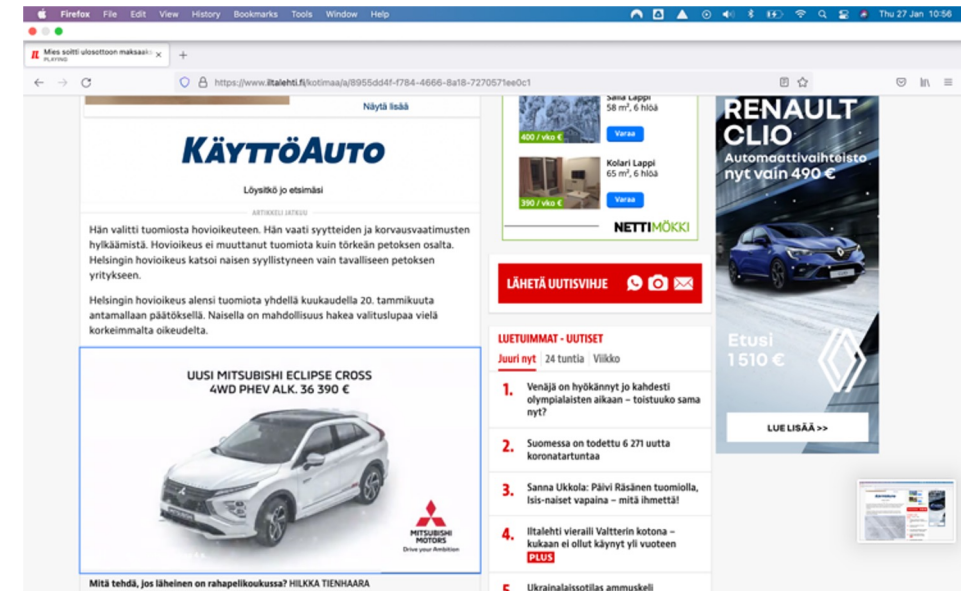 Firefox File Edit View History Bookmarks Tools Window Help
Thu 27 Jan 10:56
Mies soitti ulosottoon maksaaks
PLAYING
https://www.iltalehti.fi/kotimaa/a/8955dd4f-f784-4666-8a18-7270571ee0c1
Näytä lisää
KÄYTTÖAUTO
Löysitkö jo etsimäsi
ARTIKKELI JATKUU
Hän valitti tuomiosta hovioikeuteen. Hän vaati syytteiden ja korvausvaatimusten
hylkäämistä. Hovioikeus ei muuttanut tuomiota kuin törkeän petoksen osalta.
Helsingin hovioikeus katsoi naisen syyllistyneen vain tavalliseen petoksen
yritykseen.
Helsingin hovioikeus alensi tuomiota yhdellä kuukaudella 20. tammikuuta
antamallaan päätöksellä. Naisella on mahdollisuus hakea valituslupaa vielä
korkeimmalta oikeudelta.
UUSI MITSUBISHI ECLIPSE CROSS
4WD PHEV ALK. 36 390 €
MITSUBISHI
MOTORS
Drive your Ambition
Mitä tehdä, jos läheinen on rahapelikoukussa? HILKKA TIENHAARA
Salla Lappi
58 m², 6 hlöä
400 / vko €
Varaa
Kolari Lappi
65 m², 6 hlöä
390 / vko €
Varaa
NETTIMÖKKI
LÄHETÄ UUTISVIHJE
LUETUIMMAT - UUTISET
Juuri nyt 24 tuntia Viikko
1. Venäjä on hyökännyt jo kahdesti
olympialaisten aikaan – toistuuko sama
nyt?
2. Suomessa on todettu 6 271 uutta
koronatartuntaa
3. Sanna Ukkola: Päivi Räsänen tuomiolla,
Isis-naiset vapaina – mitä ihmettä!
4. Iltalehti vieraili Valtterin kotona –
kukaan ei ollut käynyt yli vuoteen
PLUS
5. Ukrainalaissotilas ammuskeli
RENAULT
CLIO
Automaattivaihteisto
nyt vain 490 €
Etusi
1 510 €
LUE LISÄÄ >>